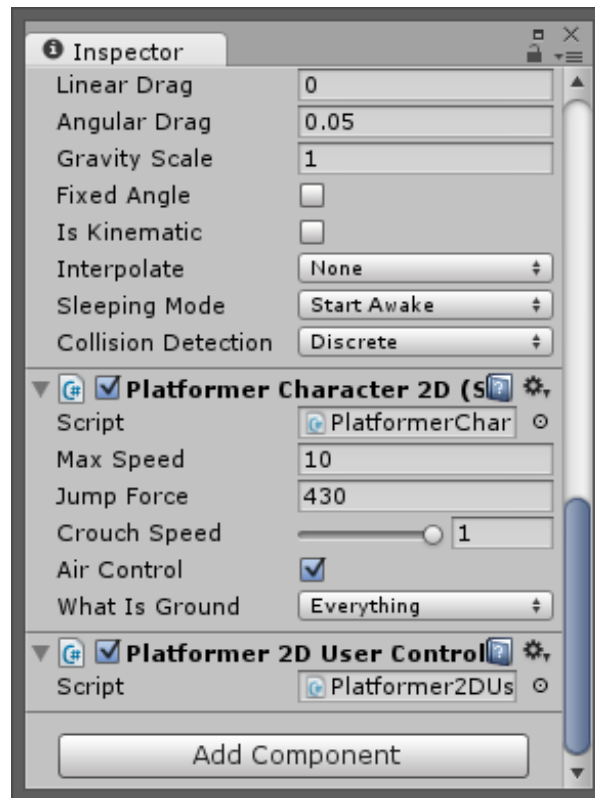 Inspector
Linear Drag 0
Angular Drag 0.05
Gravity Scale 1
Fixed Angle
Is Kinematic
Interpolate None
Sleeping Mode Start Awake
Collision Detection Discrete
Platformer Character 2D (S
Script PlatformerChar
Max Speed 10
Jump Force 430
Crouch Speed 1
Air Control
What Is Ground Everything
Platformer 2D User Control
Script Platformer2DUs
Add Component